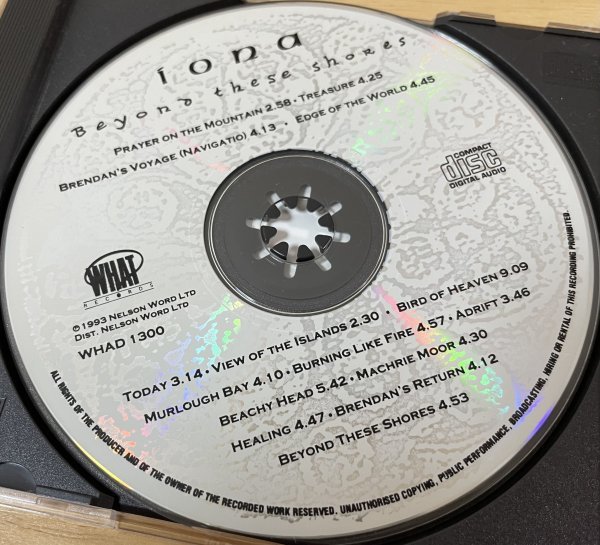 Iona
Beyond these shores
PRAYER ON THE MOUNTAIN 2.58 · TREASURE 4.25
BRENDAN'S VOYAGE (NAVIGATIO) 4.13 · EDGE OF THE WORLD 4.45
COMPACT
disc
DIGITAL AUDIO
WHAT
RECORDS
© 1993 NELSON WORD LTD
DIST. NELSON WORD LTD
WHAD 1300
TODAY 3.14 · VIEW OF THE ISLANDS 2.30 · BIRD OF HEAVEN 9.09
MURLOUGH BAY 4.10 · BURNING LIKE FIRE 4.57 · ADRIFT 3.46
BEACHY HEAD 5.42 · MACHRIE MOOR 4.30
HEALING 4.47 · BRENDAN'S RETURN 4.12
BEYOND THESE SHORES 4.53
ALL RIGHTS OF THE PRODUCER AND OF THE OWNER OF THE RECORDED WORK RESERVED. UNAUTHORISED COPYING, PUBLIC PERFORMANCE, BROADCASTING, HIRING OR RENTAL OF THIS RECORDING PROHIBITED.